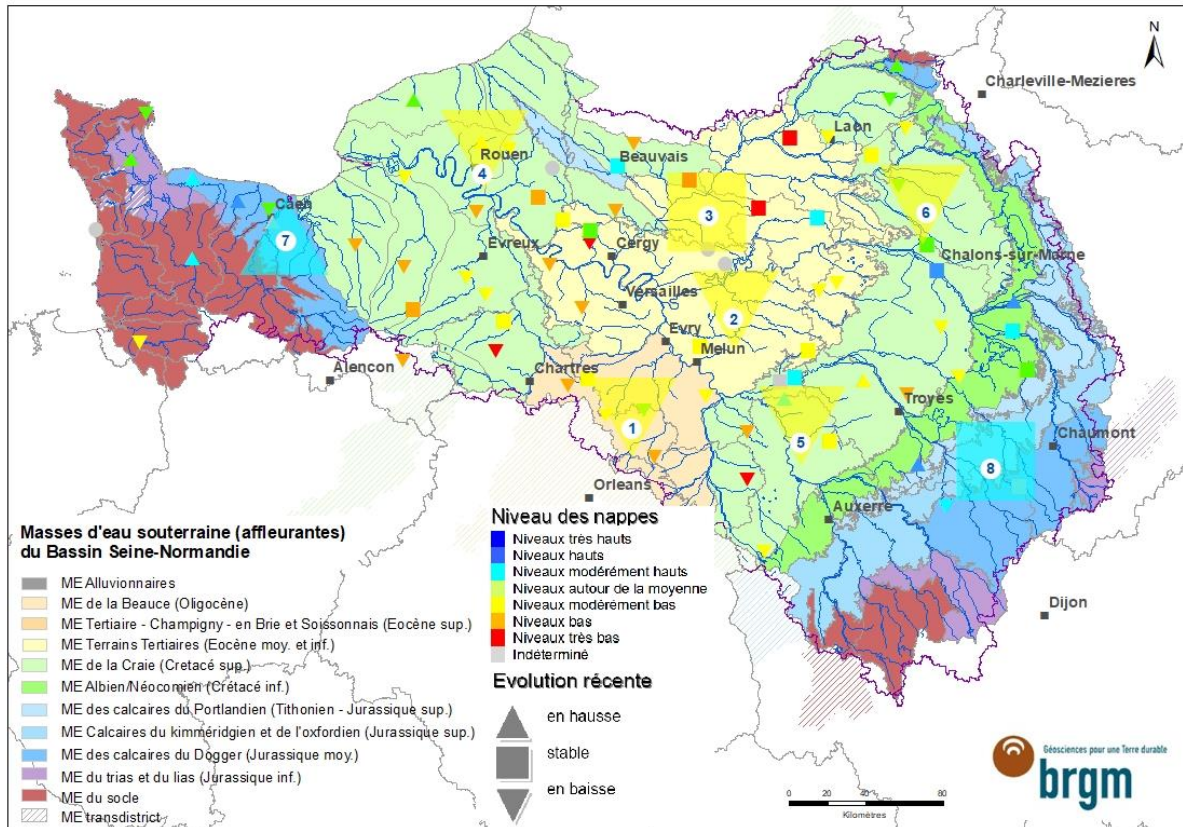 N
Charleville-Mezieres
Laon
Rouen
4
Beauvais
Caen
3
6
7
Evreux
Cergy
Chalons-sur-Marne
Versailles
2
Evry
Melun
Alencon
Chartres
Troyes
1
5
Chaumont
8
Orleans
Auxerre
Dijon
Masses d'eau souterraine (affleurantes)
du Bassin Seine-Normandie
ME Alluvionnaires
ME de la Beauce (Oligocène)
ME Tertiaire - Champigny - en Brie et Soissonnais (Eocène sup.)
ME Terrains Tertiaires (Eocène moy. et inf.)
ME de la Craie (Cretacé sup.)
ME Albien/Néocomien (Crétacé inf.)
ME des calcaires du Portlandien (Tithonien - Jurassique sup.)
ME Calcaires du kimméridgien et de l'oxfordien (Jurassique sup.)
ME des calcaires du Dogger (Jurassique moy.)
ME du trias et du lias (Jurassique inf.)
ME du socle
ME transdistrict
Niveau des nappes
Niveaux très hauts
Niveaux hauts
Niveaux modérément hauts
Niveaux autour de la moyenne
Niveaux modérément bas
Niveaux bas
Niveaux très bas
Indéterminé
Evolution récente
en hausse
stable
en baisse
Géosciences pour une Terre durable
brgm
0 20 40 80
Kilomètres